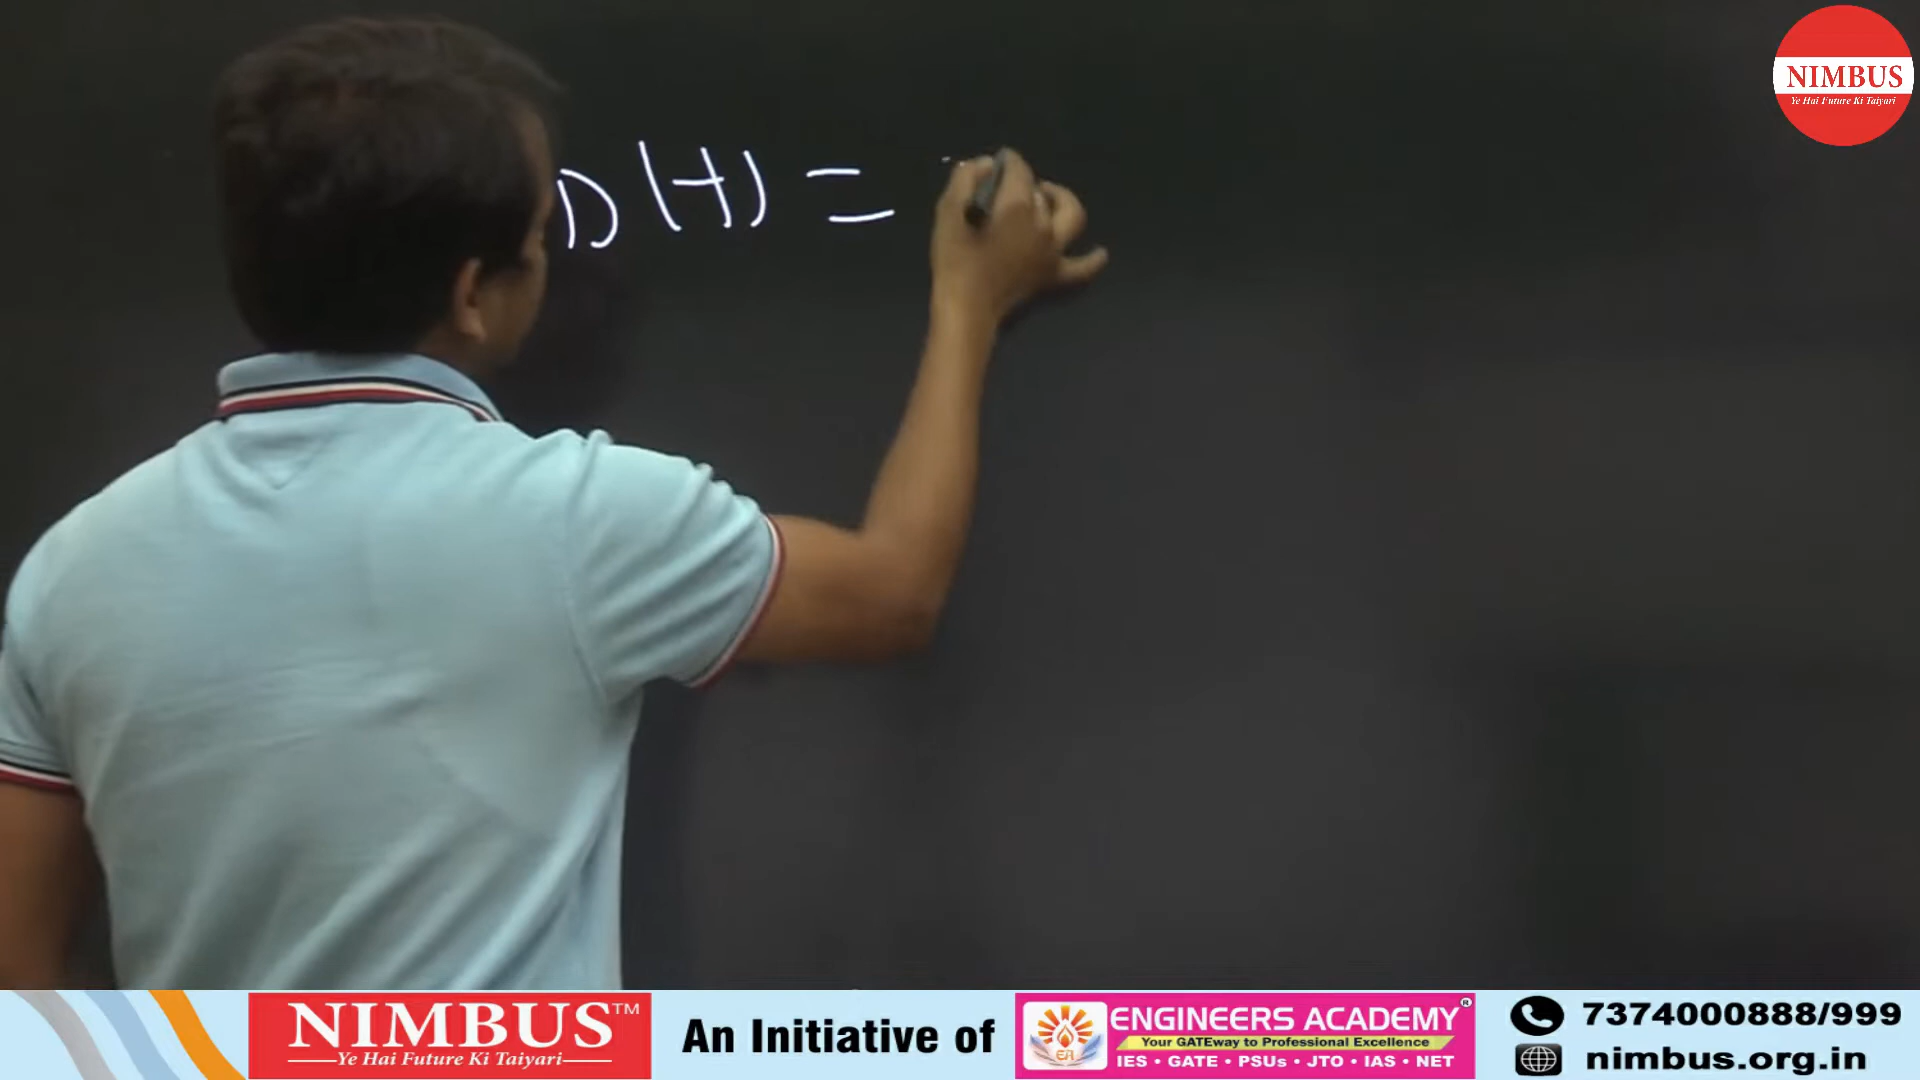 NIMBUS
Ye Hai Future Ki Taiyari
D(t) =
NIMBUS™
Ye Hai Future Ki Taiyari
An Initiative of
ENGINEERS ACADEMY®
Your GATEway to Professional Excellence
IES • GATE • PSUs • JTO • IAS • NET
EA
7374000888/999
nimbus.org.in